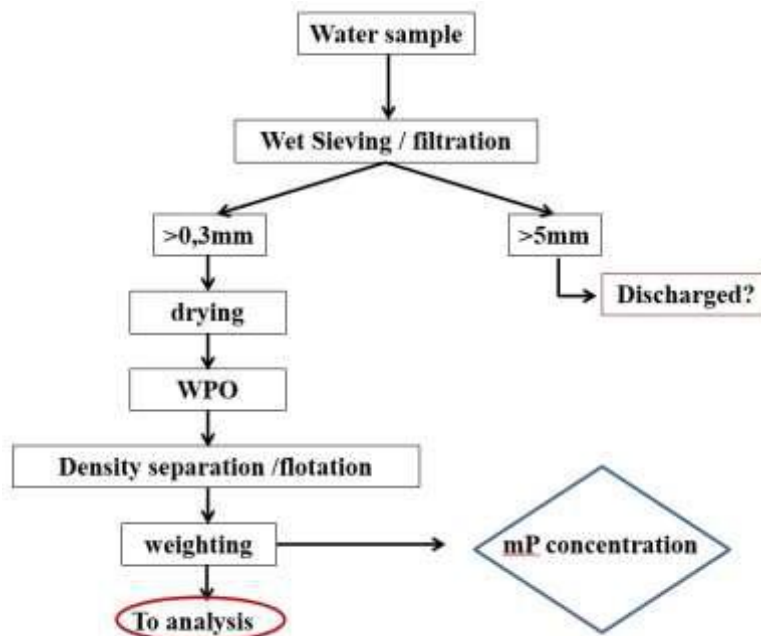 Water sample
Wet Sieving / filtration
>0,3mm
>5mm
Discharged?
drying
WPO
Density separation /flotation
weighting
mP concentration
To analysis